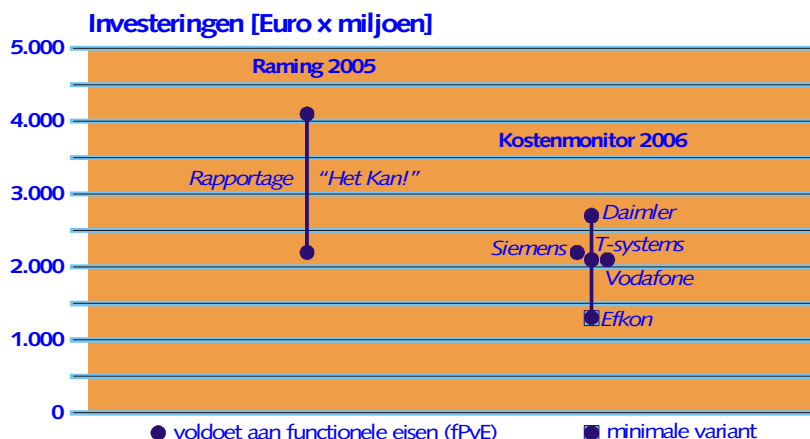 Investeringen [Euro x miljoen]
5.000
Raming 2005
4.000
Kostenmonitor 2006
Rapportage "Het Kan!"
3.000
Daimler
Siemens T-systems
2.000
Vodafone
Efkon
1.000
0
voldoet aan functionele eisen (fPvE) minimale variant